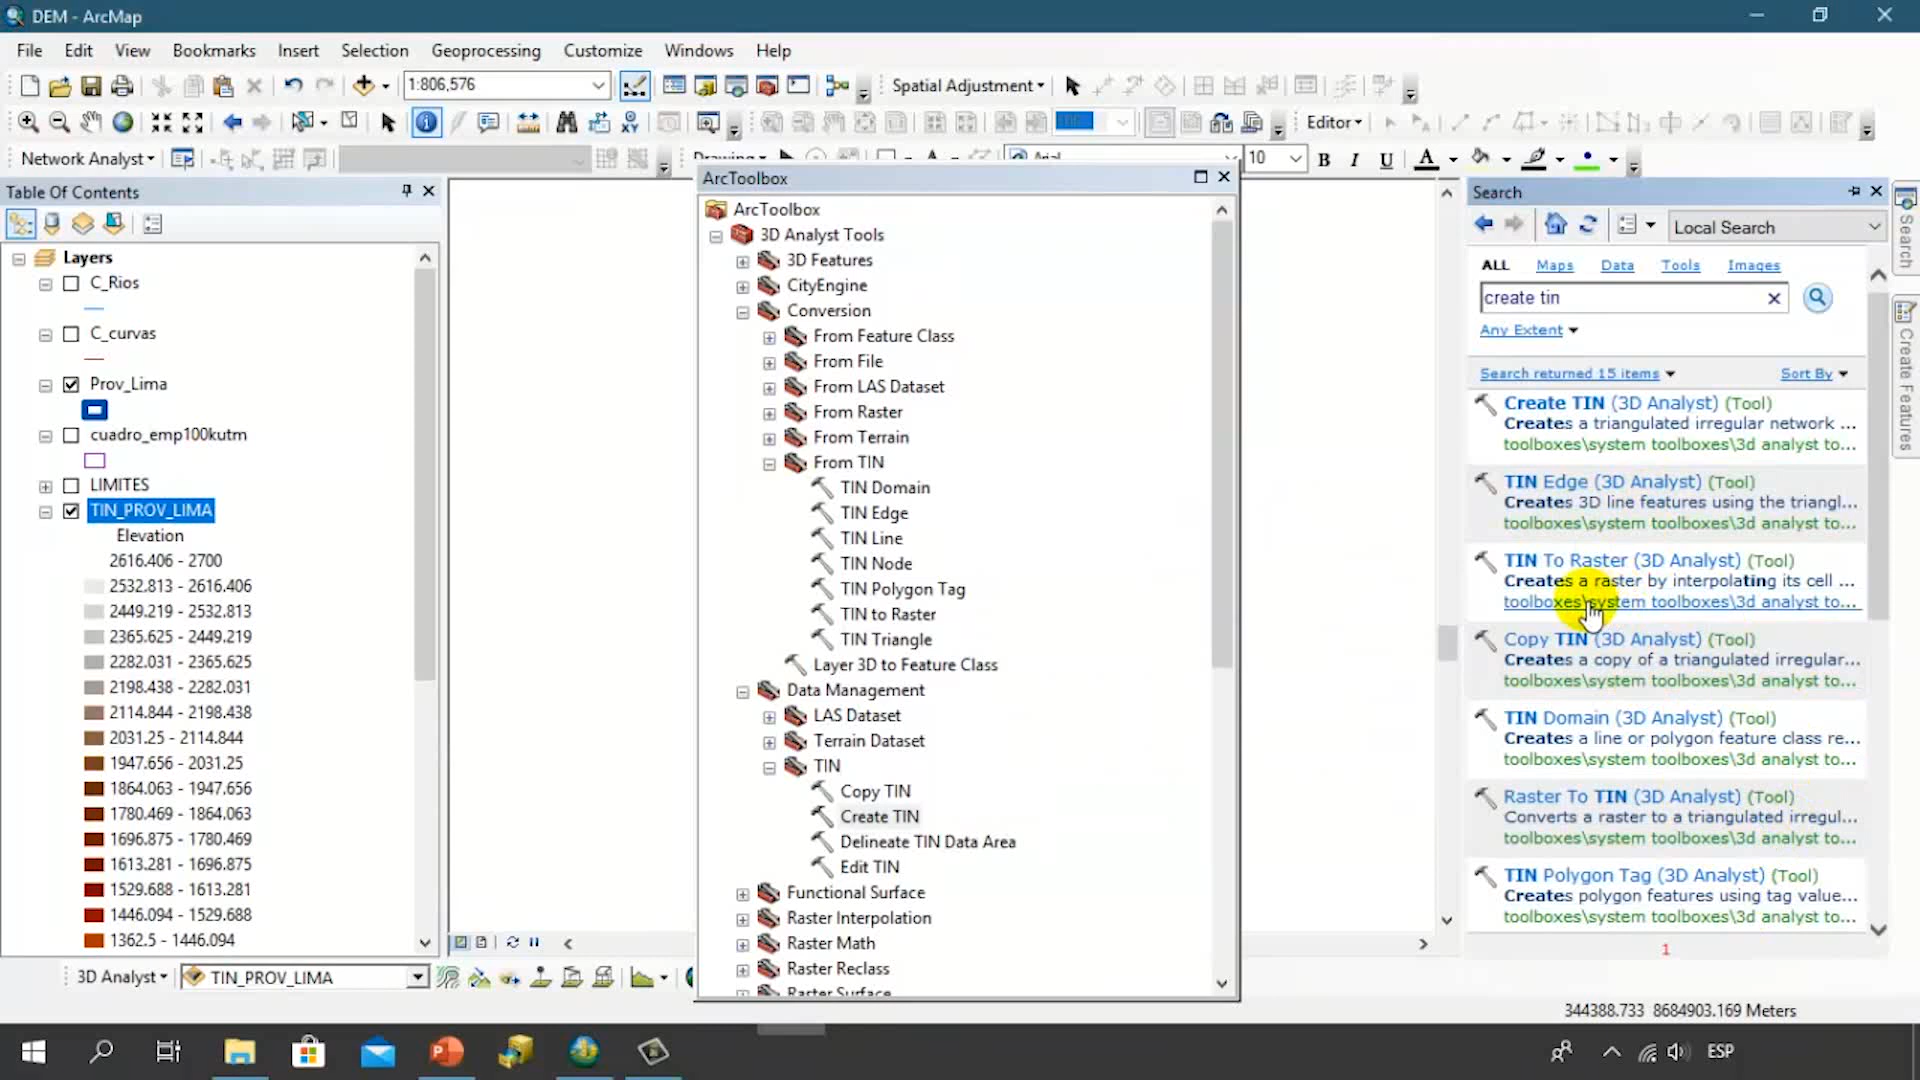 DEM - ArcMap
File Edit View Bookmarks Insert Selection Geoprocessing Customize Windows Help
1:806,576
Spatial Adjustment
Editor
Network Analyst
Drawing
Arial
10
B I U A
Table Of Contents
Layers
C_Rios
C_curvas
Prov_Lima
cuadro_emp100kutm
LIMITES
TIN_PROV_LIMA
Elevation
2616.406 - 2700
2532.813 - 2616.406
2449.219 - 2532.813
2365.625 - 2449.219
2282.031 - 2365.625
2198.438 - 2282.031
2114.844 - 2198.438
2031.25 - 2114.844
1947.656 - 2031.25
1864.063 - 1947.656
1780.469 - 1864.063
1696.875 - 1780.469
1613.281 - 1696.875
1529.688 - 1613.281
1446.094 - 1529.688
1362.5 - 1446.094
3D Analyst
TIN_PROV_LIMA
ArcToolbox
ArcToolbox
3D Analyst Tools
3D Features
CityEngine
Conversion
From Feature Class
From File
From LAS Dataset
From Raster
From Terrain
From TIN
TIN Domain
TIN Edge
TIN Line
TIN Node
TIN Polygon Tag
TIN to Raster
TIN Triangle
Layer 3D to Feature Class
Data Management
LAS Dataset
Terrain Dataset
TIN
Copy TIN
Create TIN
Delineate TIN Data Area
Edit TIN
Functional Surface
Raster Interpolation
Raster Math
Raster Reclass
Raster Surface
Search
Local Search
ALL Maps Data Tools Images
create tin
Any Extent
Search returned 15 items Sort By
Create TIN (3D Analyst) (Tool)
Creates a triangulated irregular network ...
toolboxes\system toolboxes\3d analyst to...
TIN Edge (3D Analyst) (Tool)
Creates 3D line features using the triangl...
toolboxes\system toolboxes\3d analyst to...
TIN To Raster (3D Analyst) (Tool)
Creates a raster by interpolating its cell ...
toolboxes\system toolboxes\3d analyst to...
Copy TIN (3D Analyst) (Tool)
Creates a copy of a triangulated irregular...
toolboxes\system toolboxes\3d analyst to...
TIN Domain (3D Analyst) (Tool)
Creates a line or polygon feature class re...
toolboxes\system toolboxes\3d analyst to...
Raster To TIN (3D Analyst) (Tool)
Converts a raster to a triangulated irregul...
toolboxes\system toolboxes\3d analyst to...
TIN Polygon Tag (3D Analyst) (Tool)
Creates polygon features using tag value...
toolboxes\system toolboxes\3d analyst to...
1
Search
Create Features
344388.733 8684903.169 Meters
ESP